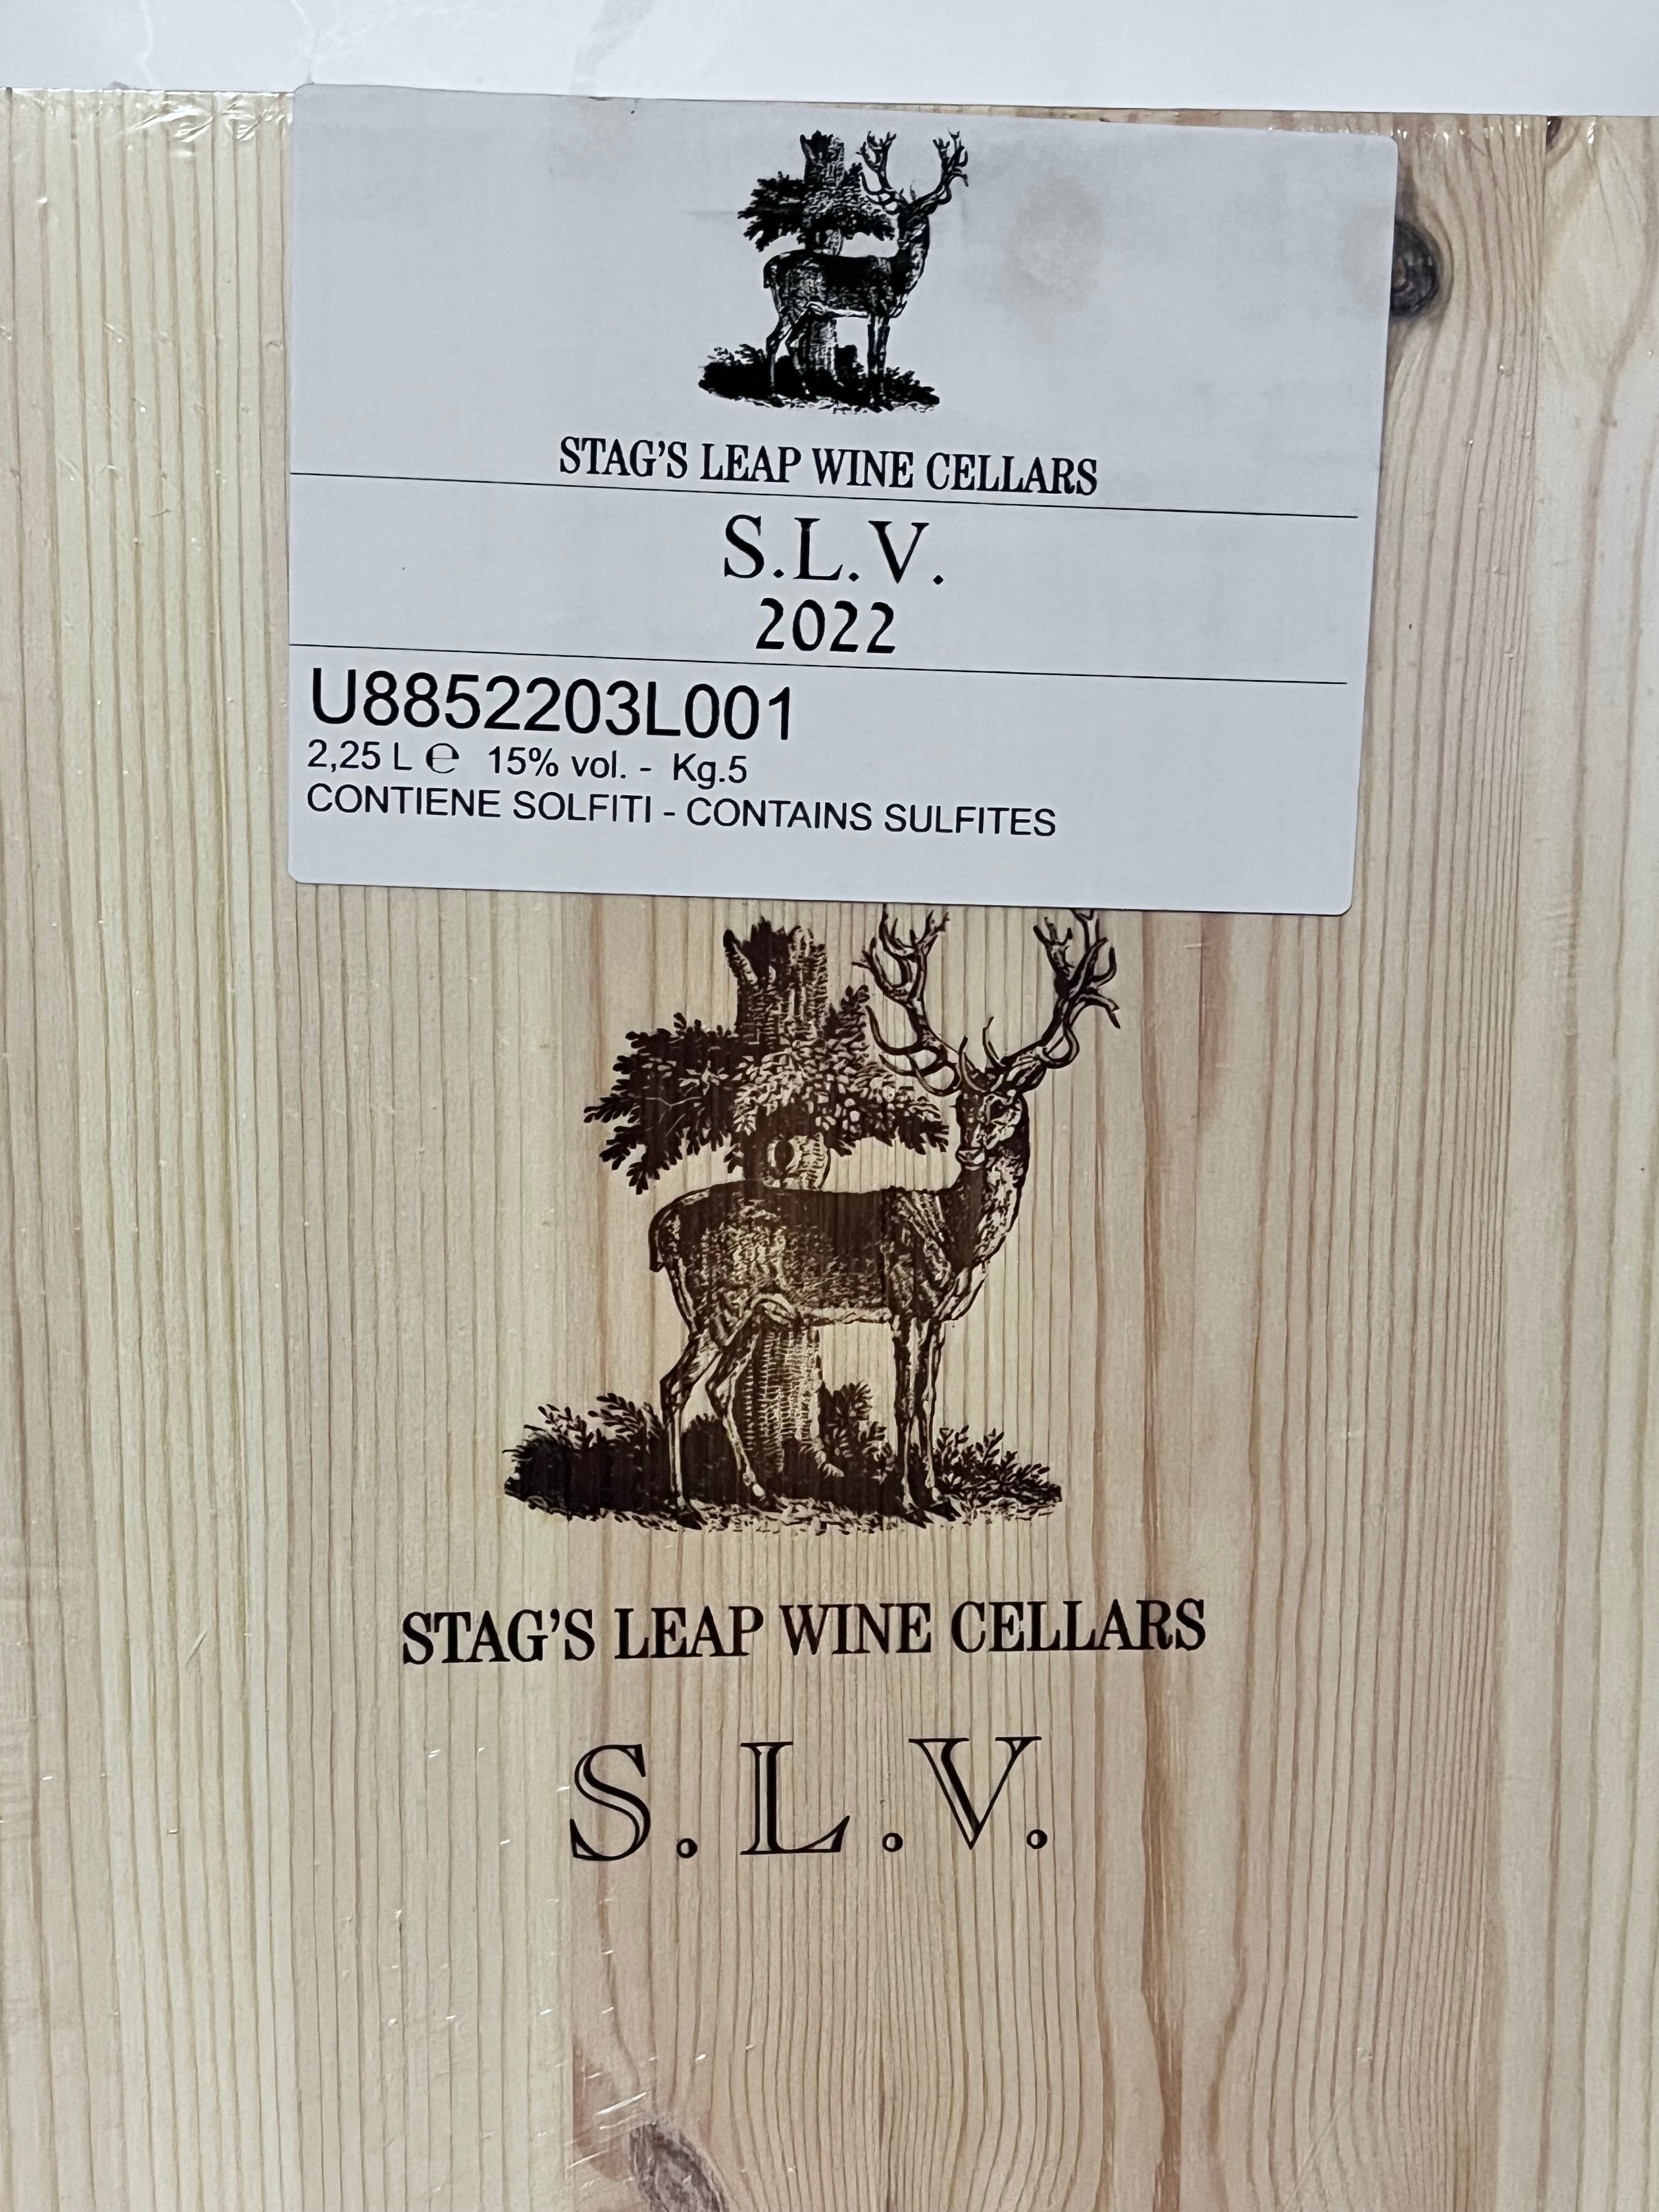 STAG'S LEAP WINE CELLARS
S.L.V.
2022
U8852203L001
2,25 L ℮ 15% vol. - Kg.5
CONTIENE SOLFITI - CONTAINS SULFITES
STAG'S LEAP WINE CELLARS
S.L.V.